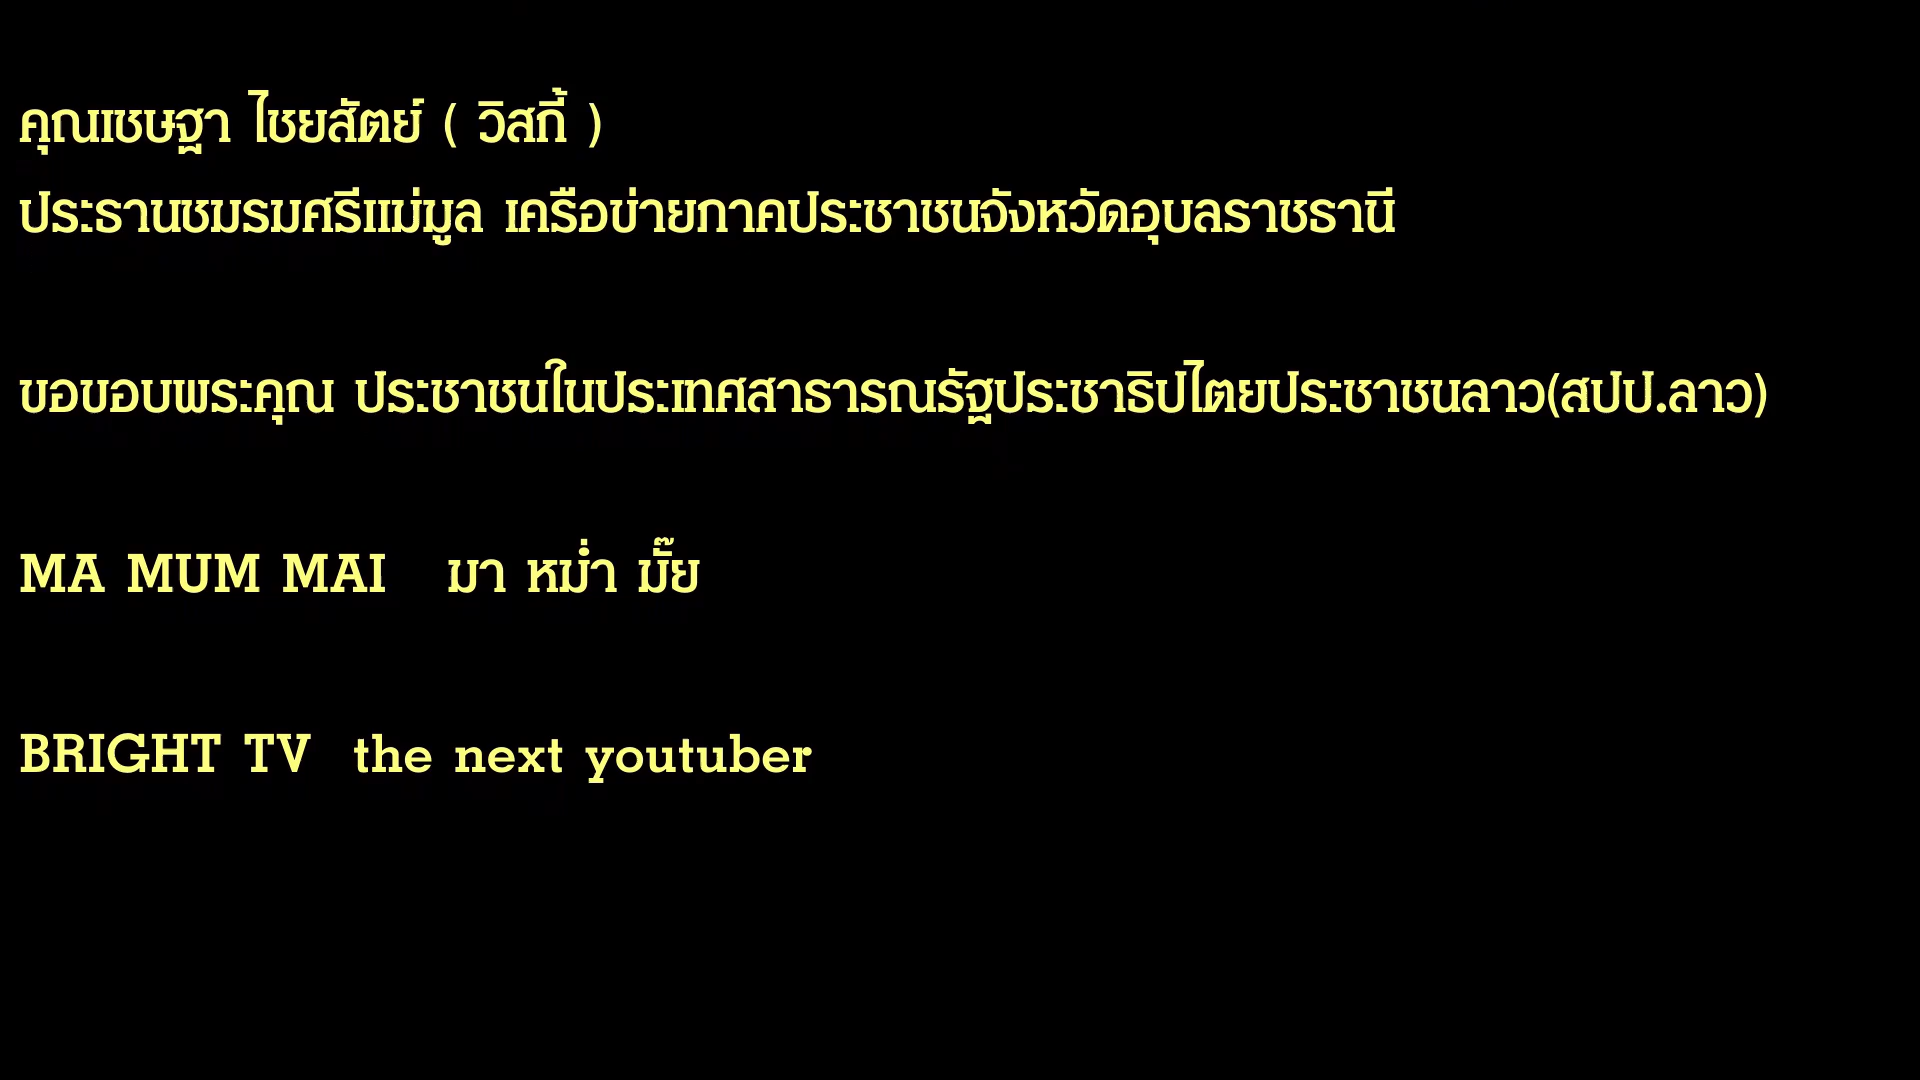 คุณเชษฐา ไชยสัตย์ ( วิสกี้ )
ประธานชมรมศรีแม่มูล เครือข่ายภาคประชาชนจังหวัดอุบลราชธานี
ขอขอบพระคุณ ประชาชนในประเทศสาธารณรัฐประชาธิปไตยประชาชนลาว(สปป.ลาว)
MA MUM MAI มา หม่ำ มั๊ย
BRIGHT TV the next youtuber